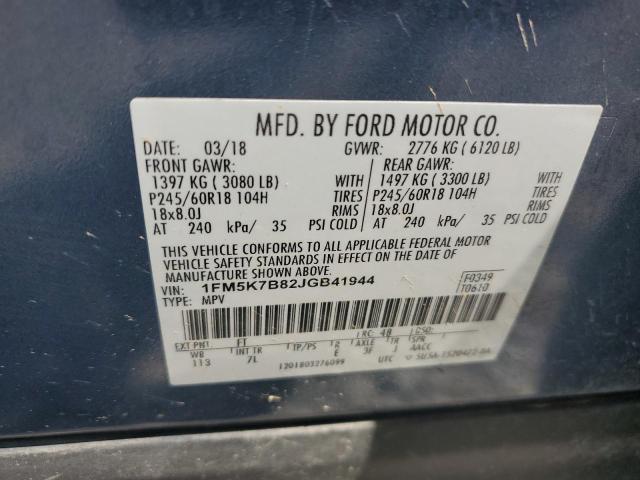 MFD. BY FORD MOTOR CO.
DATE: 03/18 GVWR: 2776 KG ( 6120 LB)
FRONT GAWR: REAR GAWR:
1397 KG ( 3080 LB) WITH 1497 KG ( 3300 LB) WITH
P245/60R18 104H TIRES P245/60R18 104H TIRES
18x8.0J RIMS 18x8.0J RIMS
AT 240 kPa/ 35 PSI COLD AT 240 kPa/ 35 PSI COLD
THIS VEHICLE CONFORMS TO ALL APPLICABLE FEDERAL MOTOR
VEHICLE SAFETY STANDARDS IN EFFECT ON THE DATE OF
MANUFACTURE SHOWN ABOVE.
VIN: 1FM5K7B82JGB41944 F0349
TYPE: MPV T0610
EXT PNT: FT RC: 48 DSO:
WB INT TR TP/PS R E AXLE TR SPR
113 7L 3F J AACC
1201803276099 UTC